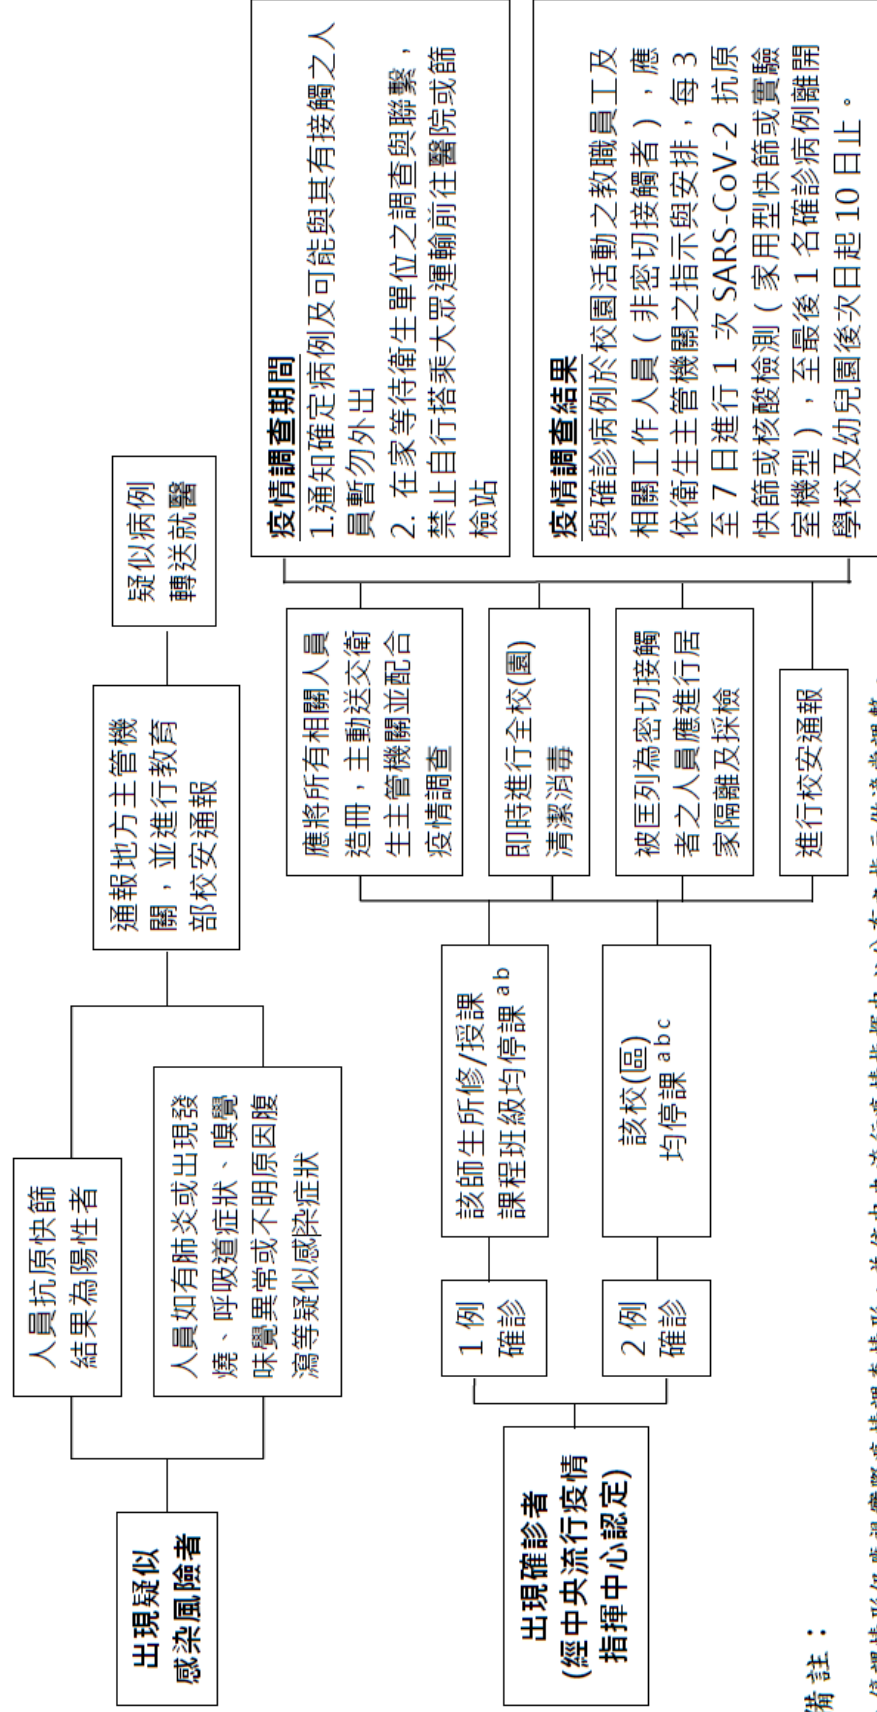 出現疑似
感染風險者
人員抗原快篩
結果為陽性者
人員如有肺炎或出現發
燒、呼吸道症狀、嗅覺
味覺異常或不明原因腹
瀉等疑似感染症狀
通報地方主管機
關，並進行教育
部校安通報
疑似病例
轉送就醫
出現確診者
(經中央流行疫情
指揮中心認定)
1 例
確診
2 例
確診
該師生所修/授課
課程班級均停課 ab
該校(區)
均停課 abc
應將所有相關人員
造冊，主動送交衛
生主管機關並配合
疫情調查
即時進行全校(園)
清潔消毒
被匡列為密切接觸
者之人員應進行居
家隔離及採檢
進行校安通報
疫情調查期間
1.通知確定病例及可能與其有接觸之人
員暫勿外出
2. 在家等待衛生單位之調查與聯繫，
禁止自行搭乘大眾運輸前往醫院或篩
檢站
疫情調查結果
與確診病例於校園活動之教職員工及
相關工作人員（非密切接觸者），應
依衛生主管機關之指示與安排，每 3
至 7 日進行 1 次 SARS-CoV-2 抗原
快篩或核酸檢測（家用型快篩或實驗
室機型），至最後 1 名確診病例離開
學校及幼兒園後次日起 10 日止。
備註：